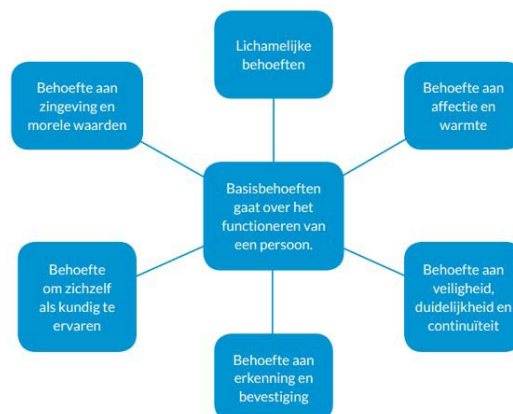 Lichamelijke
behoeften
Behoefte aan
zingeving en
morele waarden
Behoefte aan
affectie en
warmte
Basisbehoeften
gaat over het
functioneren van
een persoon.
Behoefte
om zichzelf
als kundig te
ervaren
Behoefte aan
veiligheid,
duidelijkheid en
continuïteit
Behoefte aan
erkenning en
bevestiging